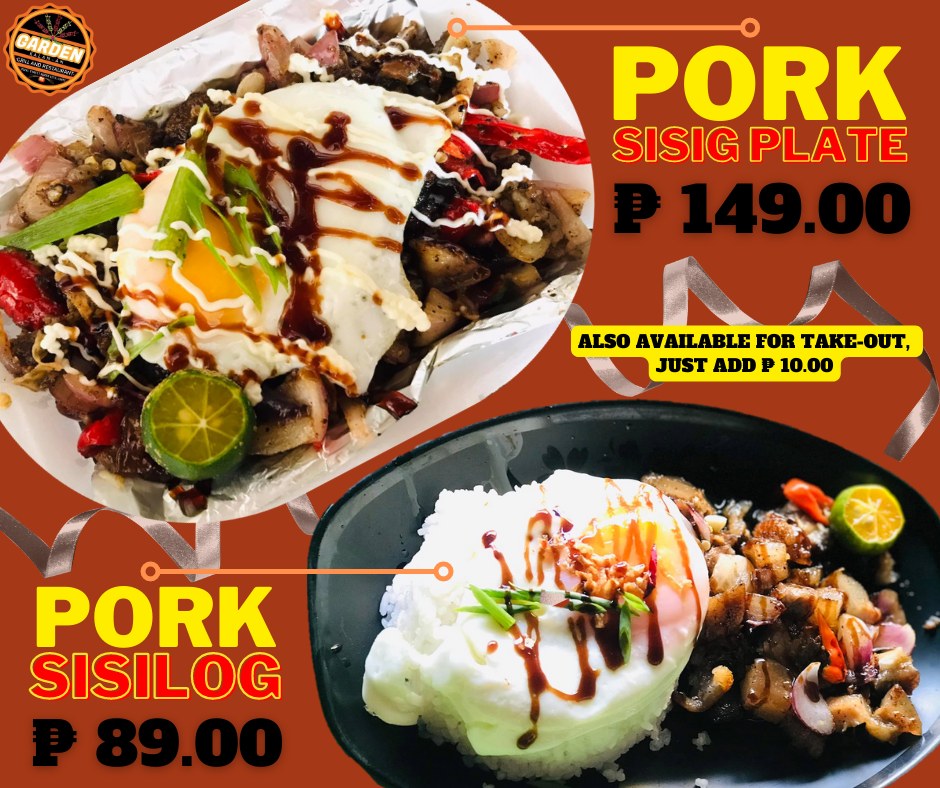 GARDEN
GRILL AND RESTAURANT
PORK
SISIG PLATE
₱ 149.00
ALSO AVAILABLE FOR TAKE-OUT,
JUST ADD ₱ 10.00
PORK
SISILOG
₱ 89.00